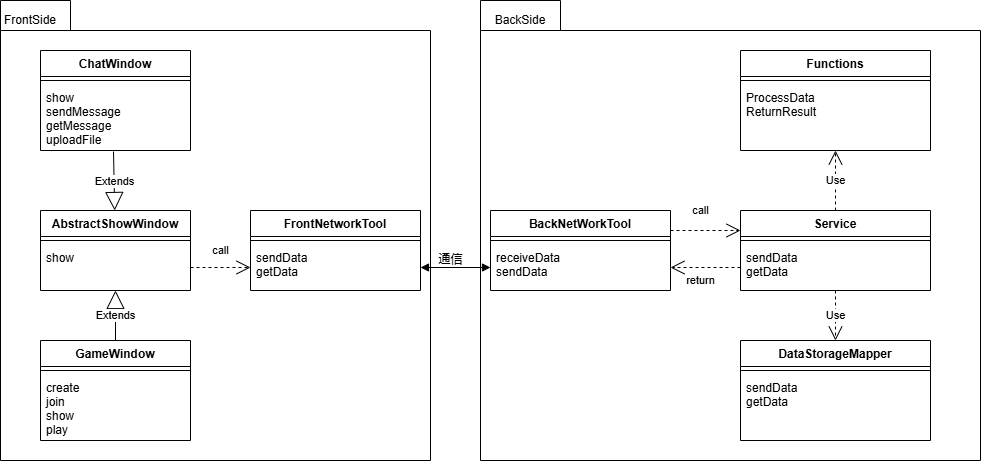 FrontSide
ChatWindow
show
sendMessage
getMessage
uploadFile
Extends
AbstractShowWindow
show
call
FrontNetworkTool
sendData
getData
Extends
GameWindow
create
join
show
play
通信
BackSide
Functions
ProcessData
ReturnResult
Use
BackNetWorkTool
receiveData
sendData
call
return
Service
sendData
getData
Use
DataStorageMapper
sendData
getData